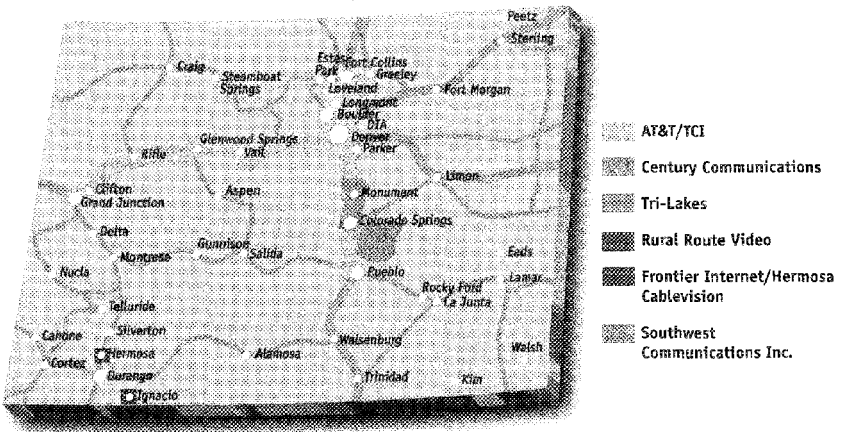 Peetz
Sterling
Estes
Park
Fort Collins
Greeley
Craig
Steamboat
Springs
Loveland
Longmont
Fort Morgan
Boulder
DIA
Denver
Parker
Glenwood Springs
Vail
Rifle
Limon
Clifton
Grand Junction
Aspen
Monument
Colorado Springs
Delta
Gunnison
Salida
Montrose
Eads
Nucla
Pueblo
Lamar
Rocky Ford
La Junta
Telluride
Silverton
Cahone
Walsenburg
Walsh
Hermosa
Cortez
Alamosa
Durango
Trinidad
Kim
Ignacio
AT&T/TCI
Century Communications
Tri-Lakes
Rural Route Video
Frontier Internet/Hermosa
Cablevision
Southwest
Communications Inc.